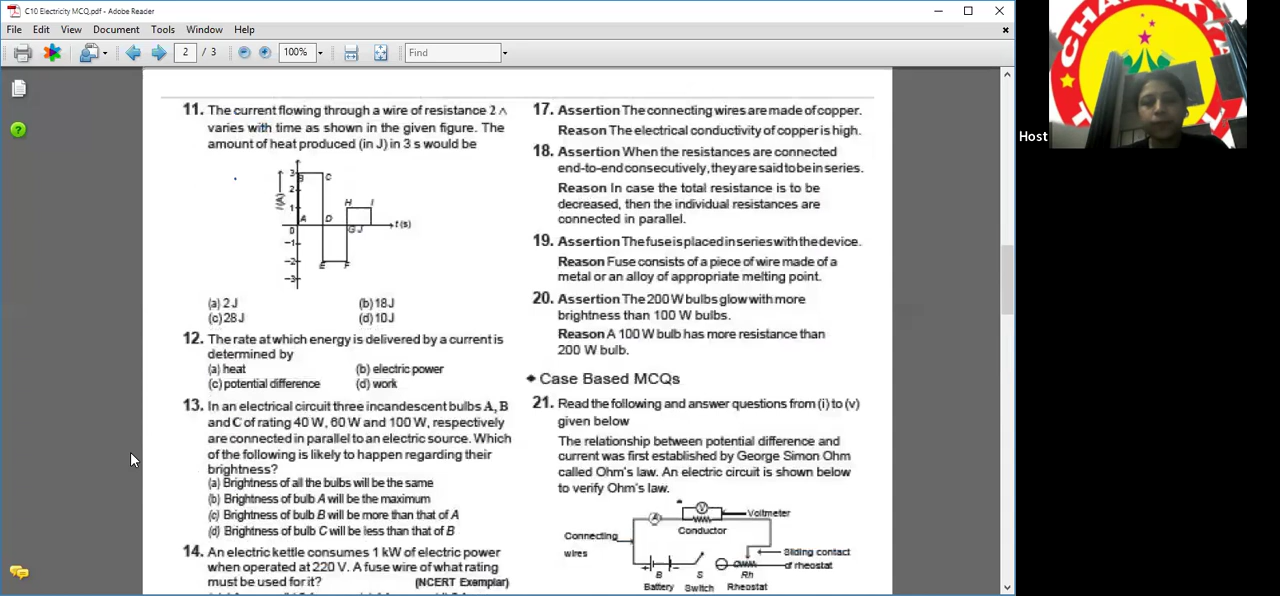 C10 Electricity MCQ.pdf - Adobe Reader
File Edit View Document Tools Window Help
2 / 3 100% Find
11. The current flowing through a wire of resistance 2 ^
varies with time as shown in the given figure. The
amount of heat produced (in J) in 3 s would be
3 B C
2
1 H I
I(A)
A D
0 G J t(s)
–1
–2 E F
–3
(a) 2J (b) 18J
(c) 28J (d) 10J
12. The rate at which energy is delivered by a current is
determined by
(a) heat (b) electric power
(c) potential difference (d) work
13. In an electrical circuit three incandescent bulbs A, B
and C of rating 40 W, 60 W and 100 W, respectively
are connected in parallel to an electric source. Which
of the following is likely to happen regarding their
brightness?
(a) Brightness of all the bulbs will be the same
(b) Brightness of bulb A will be the maximum
(c) Brightness of bulb B will be more than that of A
(d) Brightness of bulb C will be less than that of B
14. An electric kettle consumes 1 kW of electric power
when operated at 220 V. A fuse wire of what rating
must be used for it? (NCERT Exemplar)
17. Assertion The connecting wires are made of copper.
Reason The electrical conductivity of copper is high.
18. Assertion When the resistances are connected
end-to-end consecutively, they are said to be in series.
Reason In case the total resistance is to be
decreased, then the individual resistances are
connected in parallel.
19. Assertion The fuse is placed in series with the device.
Reason Fuse consists of a piece of wire made of a
metal or an alloy of appropriate melting point.
20. Assertion The 200 W bulbs glow with more
brightness than 100 W bulbs.
Reason A 100 W bulb has more resistance than
200 W bulb.
Case Based MCQs
21. Read the following and answer questions from (i) to (v)
given below
The relationship between potential difference and
current was first established by George Simon Ohm
called Ohm's law. An electric circuit is shown below
to verify Ohm's law.
V Voltmeter
A
Conductor
Connecting
wires
Sliding contact
of rheostat
+ –
B S Rh
Battery Switch Rheostat
Host